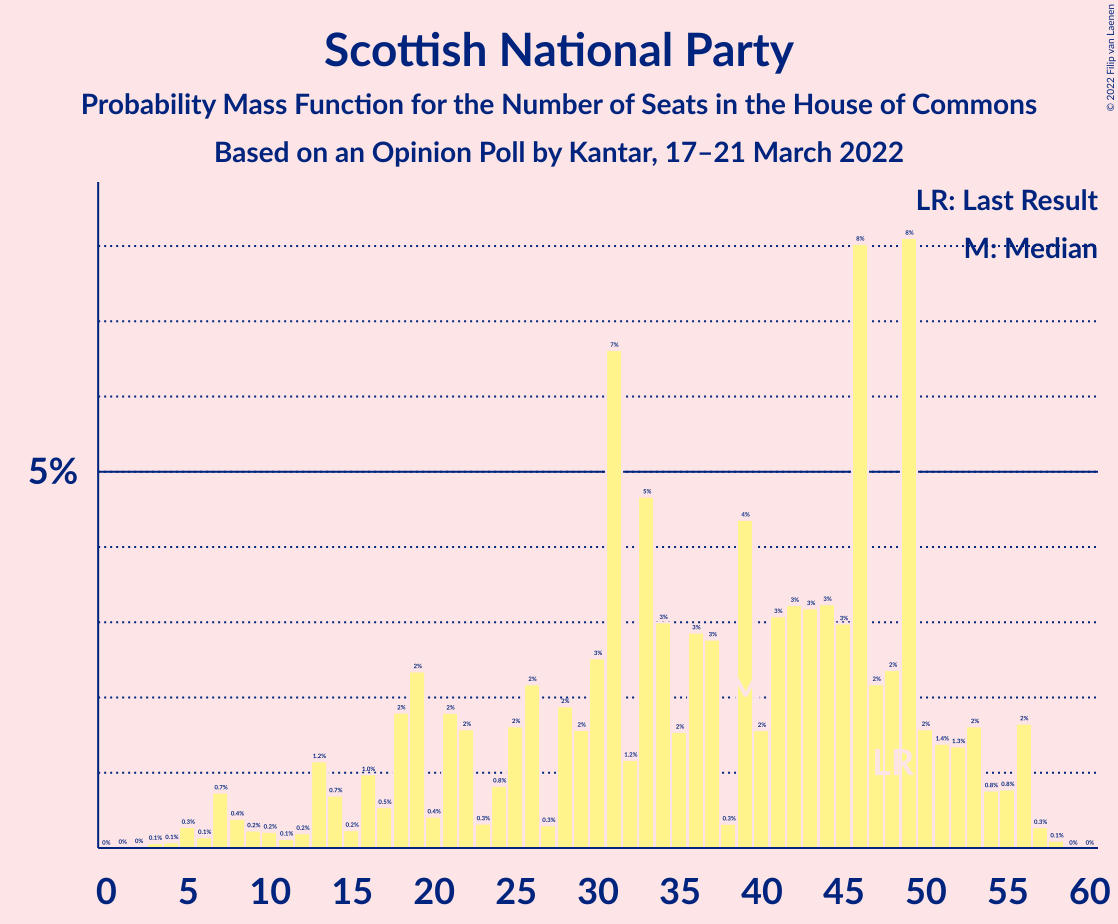 Scottish National Party
Probability Mass Function for the Number of Seats in the House of Commons
Based on an Opinion Poll by Kantar, 17–21 March 2022
© 2022 Filip van Laenen
LR: Last Result
M: Median
5%
0% 0% 0% 0.1% 0.1% 0.3% 0.1% 0.7% 0.4% 0.2% 0.2% 0.1% 0.2% 1.2% 0.7% 0.2% 1.0% 0.5% 2% 2% 0.4% 2% 2% 0.3% 0.8% 2% 2% 0.3% 2% 2% 3% 7% 1.2% 5% 3% 2% 3% 3% 0.3% 4% 2% 3% 3% 3% 3% 3% 8% 2% 2% 8% 2% 1.4% 1.3% 2% 0.8% 0.8% 2% 0.3% 0.1% 0% 0%
M
LR
0 5 10 15 20 25 30 35 40 45 50 55 60